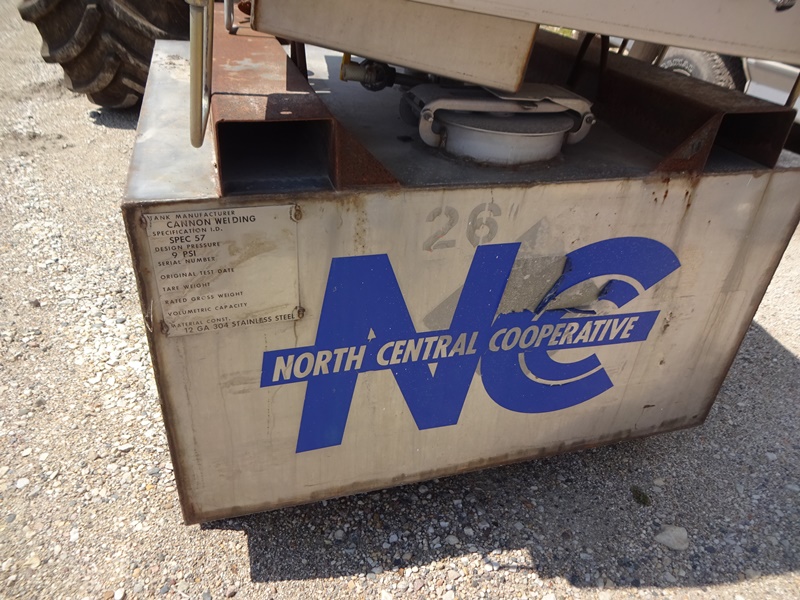 TANK MANUFACTURER
CANNON WELDING
SPECIFICATION I.D.
SPEC 57
DESIGN PRESSURE
9 PSI
SERIAL NUMBER
ORIGINAL TEST DATE
TARE WEIGHT
RATED GROSS WEIGHT
VOLUMETRIC CAPACITY
MATERIAL CONST.
12 GA 304 STAINLESS STEEL
26
NC
NORTH CENTRAL COOPERATIVE